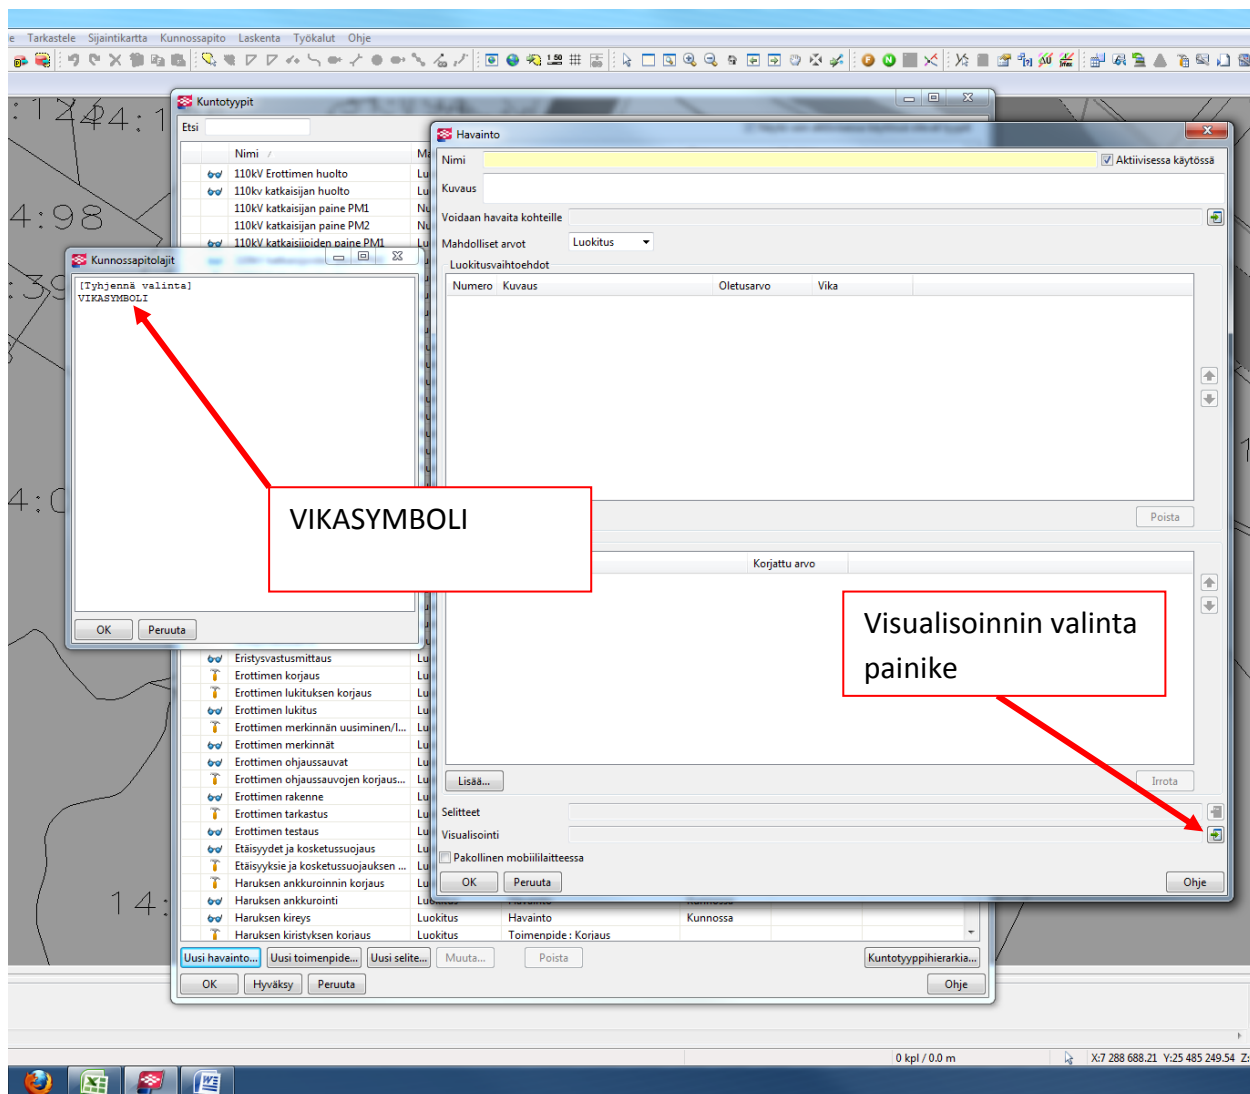 e Tarkastele Sijaintikartta Kunnossapito Laskenta Työkalut Ohje
Kuntotyypit
Etsi
Nimi
110kV Erottimen huolto
110kv katkaisijan huolto
110kV katkaisijan paine PM1
110kV katkaisijan paine PM2
110kV katkaisijoiden paine PM1
Eristysvastusmittaus
Erottimen korjaus
Erottimen lukituksen korjaus
Erottimen lukitus
Erottimen merkinnän uusiminen/l...
Erottimen merkinnät
Erottimen ohjaussauvat
Erottimen ohjaussauvojen korjaus...
Erottimen rakenne
Erottimen tarkastus
Erottimen testaus
Etäisyydet ja kosketussuojaus
Etäisyyksie ja kosketussuojauksen ...
Haruksen ankkuroinnin korjaus
Haruksen ankkurointi
Haruksen kireys Luokitus Havainto Kunnossa
Haruksen kiristyksen korjaus Luokitus Toimenpide : Korjaus
Uusi havainto... Uusi toimenpide... Uusi selite... Muuta... Poista Kuntotyyppihierarkia...
OK Hyväksy Peruuta Ohje
Kunnossapitolajit
[Tyhjennä valinta]
VIKASYMBOLI
OK Peruuta
Havainto
Nimi Aktiivisessa käytössä
Kuvaus
Voidaan havaita kohteille
Mahdolliset arvot Luokitus
Luokitusvaihtoehdot
Numero Kuvaus Oletusarvo Vika
Poista
Korjattu arvo
Lisää... Irrota
Selitteet
Visualisointi
Pakollinen mobiililaitteessa
OK Peruuta Ohje
VIKASYMBOLI
Visualisoinnin valinta
painike
4:98
14:
0 kpl / 0.0 m X:7 288 688.21 Y:25 485 249.54 Z: